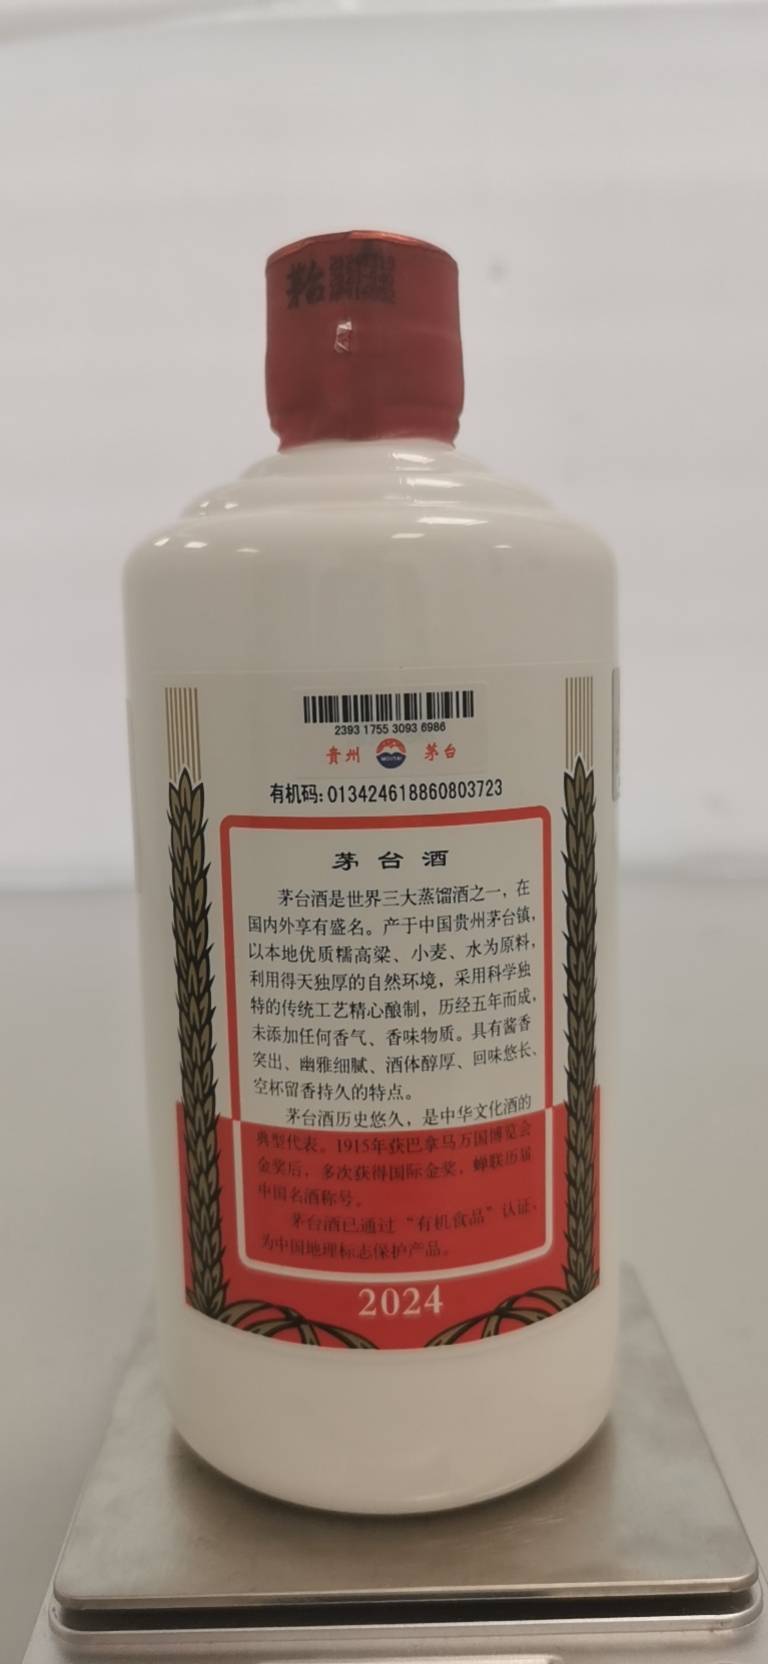 茅台
2393 1755 3093 6986
贵州 MOUTAI 茅台
有机码:013424618860803723
茅台酒
茅台酒是世界三大蒸馏酒之一，在
国内外享有盛名。产于中国贵州茅台镇，
以本地优质糯高粱、小麦、水为原料，
利用得天独厚的自然环境，采用科学独
特的传统工艺精心酿制，历经五年而成，
未添加任何香气、香味物质。具有酱香
突出、幽雅细腻、酒体醇厚、回味悠长、
空杯留香持久的特点。
茅台酒历史悠久，是中华文化酒的
典型代表。1915年获巴拿马万国博览会
金奖后，多次获得国际金奖，蝉联历届
中国名酒称号。
茅台酒已通过“有机食品”认证，
为中国地理标志保护产品。
2024